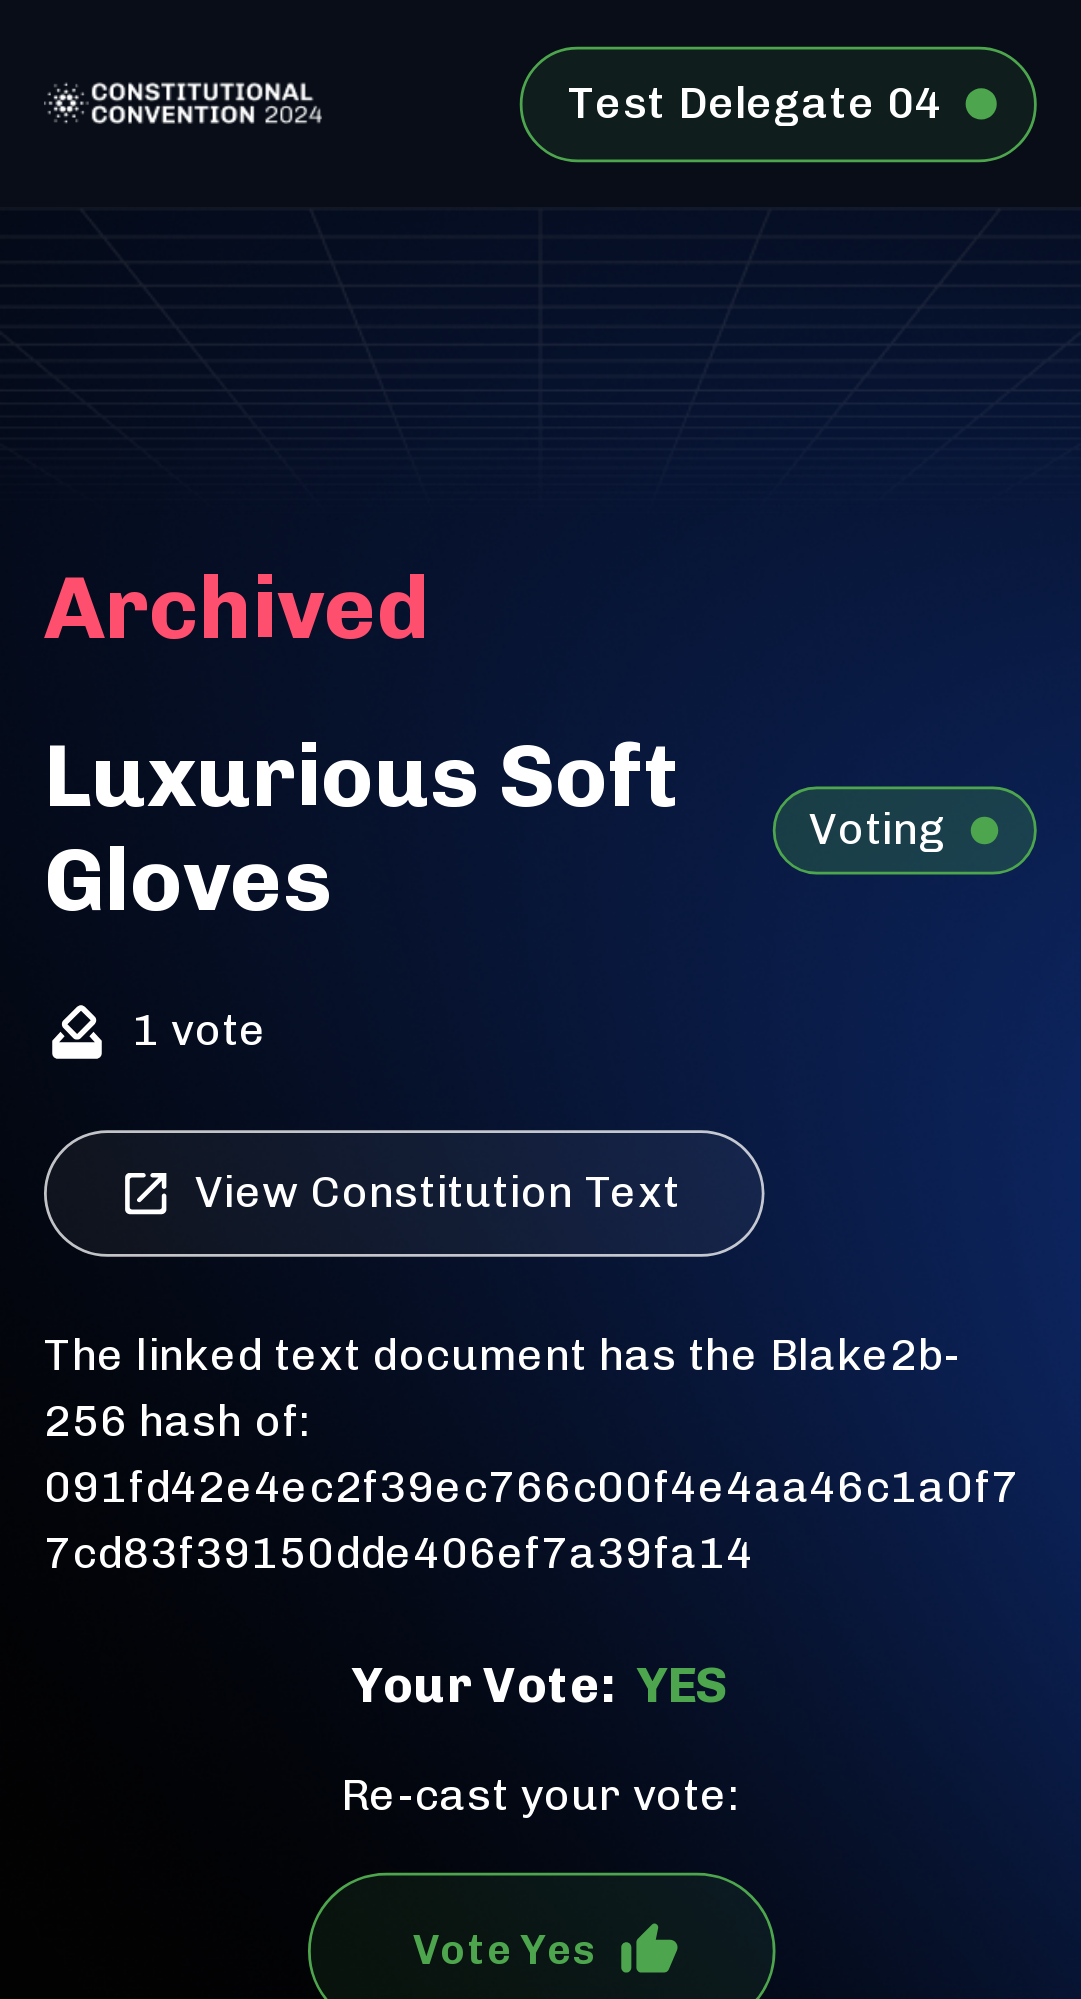 CONSTITUTIONAL
CONVENTION 2024
Test Delegate 04
Archived
Luxurious Soft
Gloves
Voting
1 vote
View Constitution Text
The linked text document has the Blake2b-
256 hash of:
091fd42e4ec2f39ec766c00f4e4aa46c1a0f7
7cd83f39150dde406ef7a39fa14
Your Vote: YES
Re-cast your vote:
Vote Yes